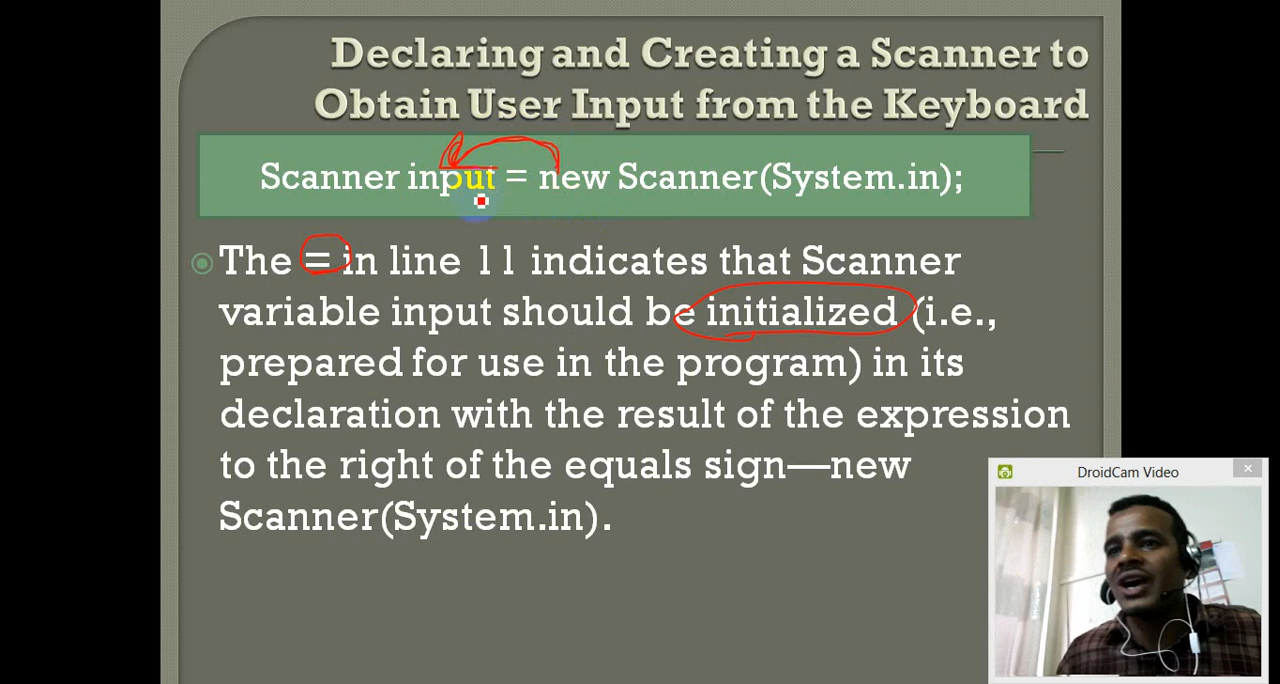 Declaring and Creating a Scanner to
Obtain User Input from the Keyboard
Scanner input = new Scanner(System.in);
The = in line 11 indicates that Scanner
variable input should be initialized (i.e.,
prepared for use in the program) in its
declaration with the result of the expression
to the right of the equals sign—new
Scanner(System.in).
DroidCam Video